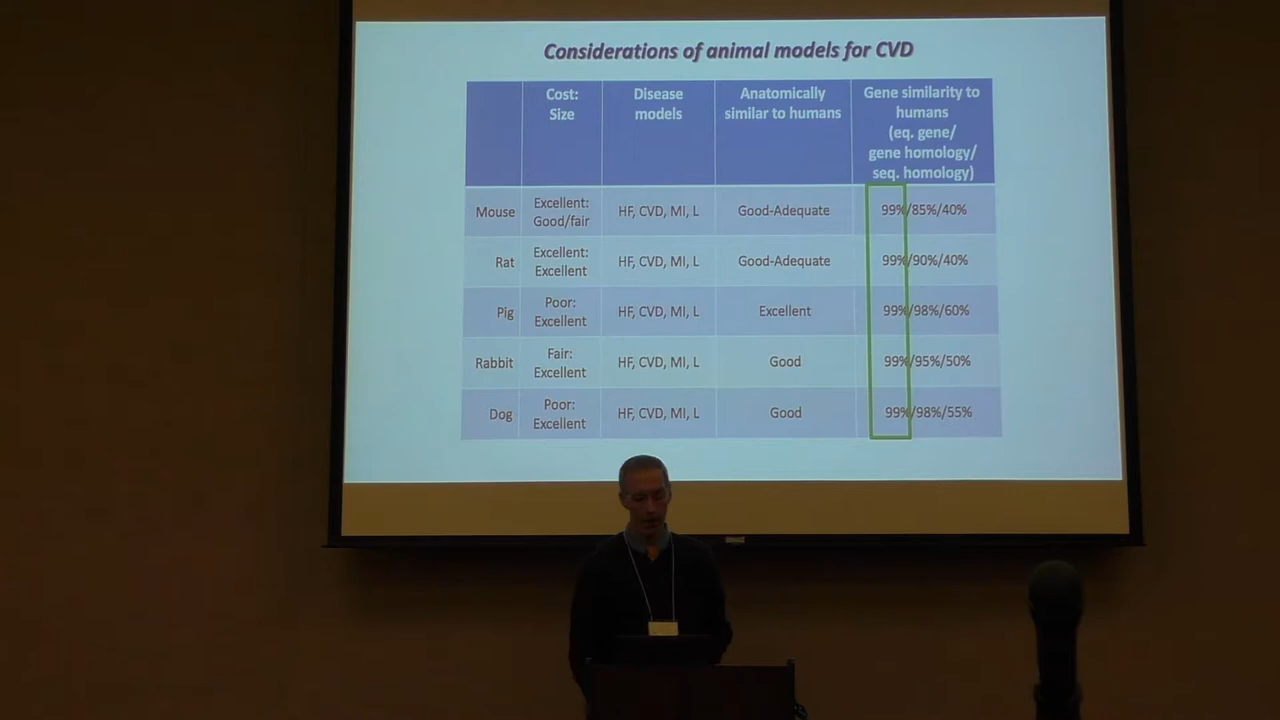 Considerations of animal models for CVD
Cost:
Size
Disease
models
Anatomically
similar to humans
Gene similarity to
humans
(eq. gene/
gene homology/
seq. homology)
Mouse
Excellent:
Good/fair
HF, CVD, MI, L
Good-Adequate
99%/85%/40%
Rat
Excellent:
Excellent
HF, CVD, MI, L
Good-Adequate
99%/90%/40%
Pig
Poor:
Excellent
HF, CVD, MI, L
Excellent
99%/98%/60%
Rabbit
Fair:
Excellent
HF, CVD, MI, L
Good
99%/95%/50%
Dog
Poor:
Excellent
HF, CVD, MI, L
Good
99%/98%/55%